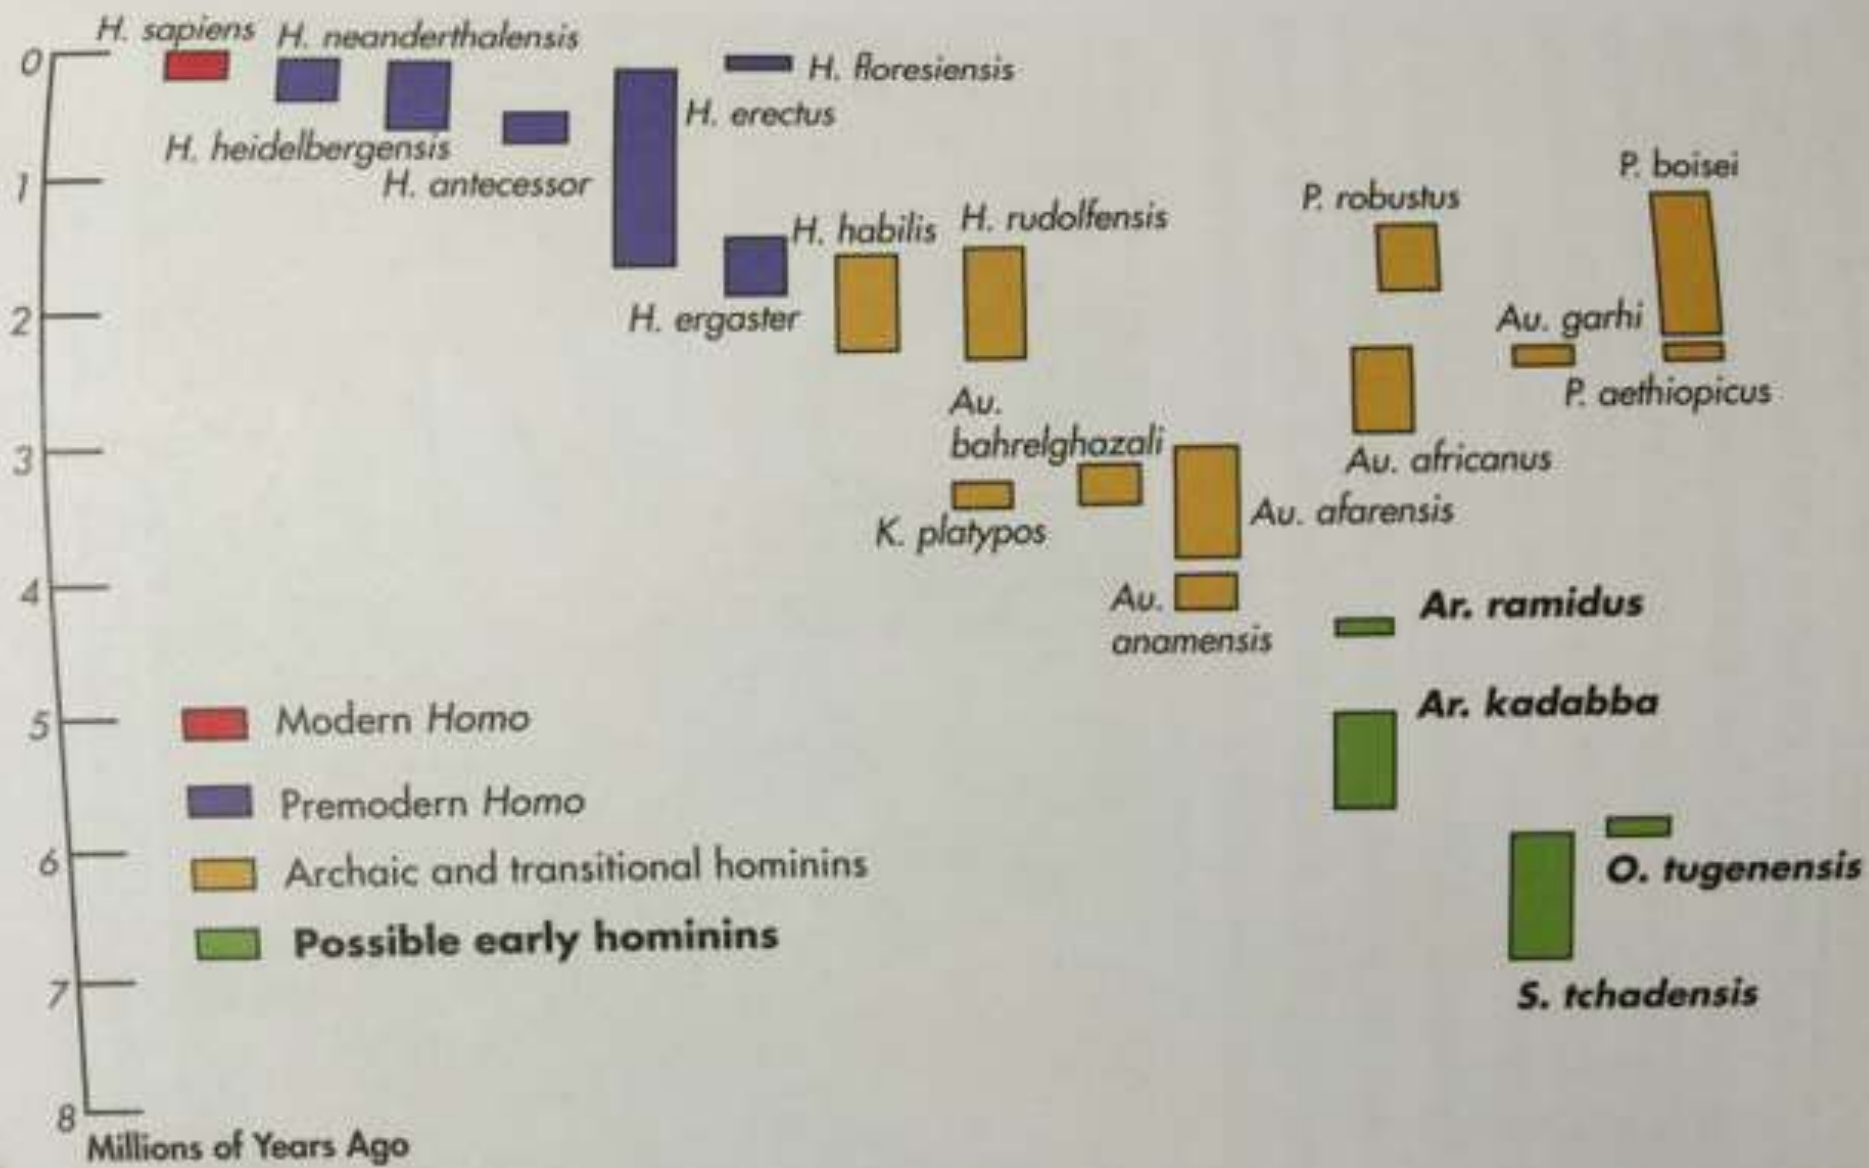 H. sapiens
H. neanderthalensis
0
H. floresiensis
H. erectus
H. heidelbergensis
1
H. antecessor
P. boisei
P. robustus
H. habilis
H. rudolfensis
2
H. ergaster
Au. garhi
P. aethiopicus
Au.
bahrelghazali
3
Au. africanus
Au. afarensis
K. platypos
4
Au.
anamensis
Ar. ramidus
Ar. kadabba
5
Modern Homo
Premodern Homo
6
Archaic and transitional hominins
O. tugenensis
Possible early hominins
7
S. tchadensis
8
Millions of Years Ago